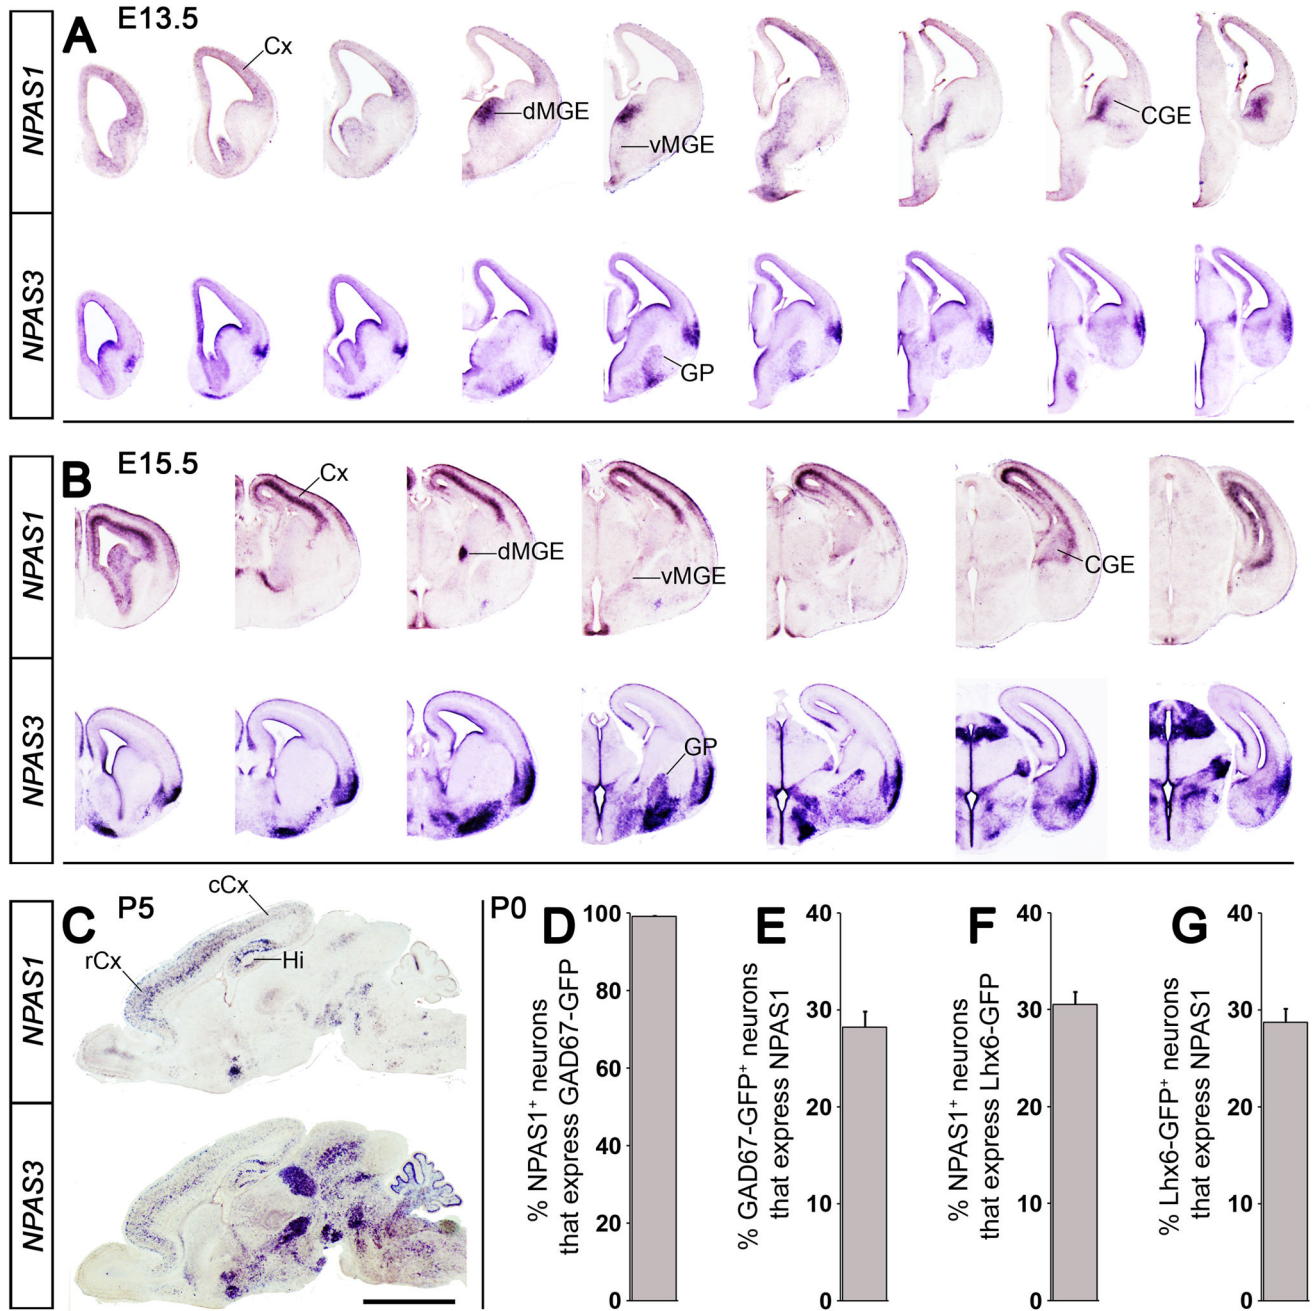 A E13.5
NPAS1
Cx
dMGE
vMGE
CGE
NPAS3
GP
B E15.5
NPAS1
Cx
dMGE
vMGE
CGE
NPAS3
GP
C P5
NPAS1
cCx
rCx
Hi
NPAS3
P0
D
% NPAS1+ neurons
that express GAD67-GFP
100
80
60
40
20
0
E
% GAD67-GFP+ neurons
that express NPAS1
40
30
20
10
0
F
% NPAS1+ neurons
that express Lhx6-GFP
40
30
20
10
0
G
% Lhx6-GFP+ neurons
that express NPAS1
40
30
20
10
0